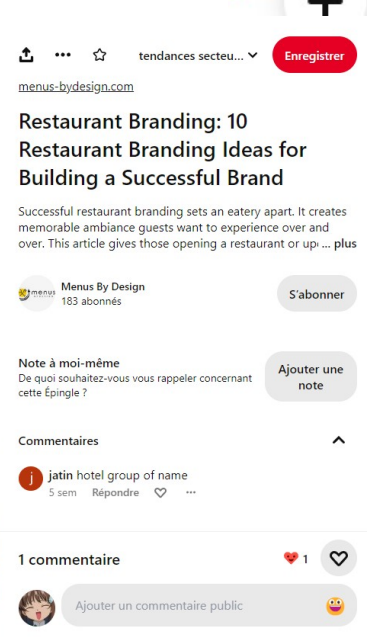 tendances secteu...
Enregistrer
menus-bydesign.com
Restaurant Branding: 10
Restaurant Branding Ideas for
Building a Successful Brand
Successful restaurant branding sets an eatery apart. It creates
memorable ambiance guests want to experience over and
over. This article gives those opening a restaurant or up ... plus
menus
Menus By Design
183 abonnés
S'abonner
Note à moi-même
De quoi souhaitez-vous vous rappeler concernant
cette Épingle ?
Ajouter une
note
Commentaires
j
jatin hotel group of name
5 sem Répondre
1 commentaire
1
Ajouter un commentaire public